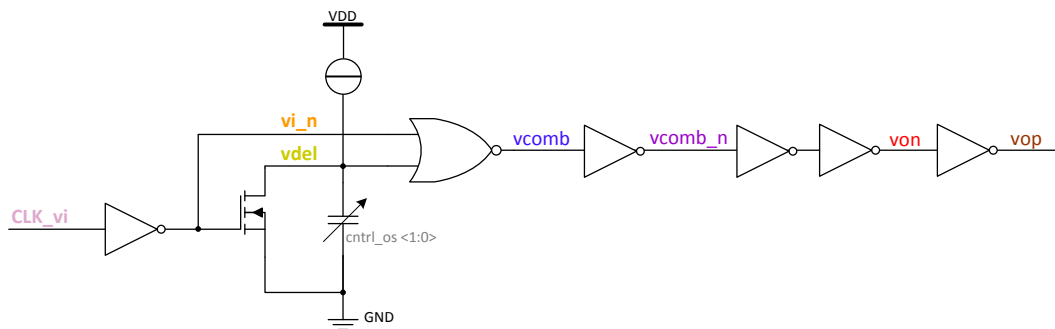 VDD
vi_n
vdel
vcomb
vcomb_n
von
vop
CLK_vi
cntrl_os <1:0>
GND